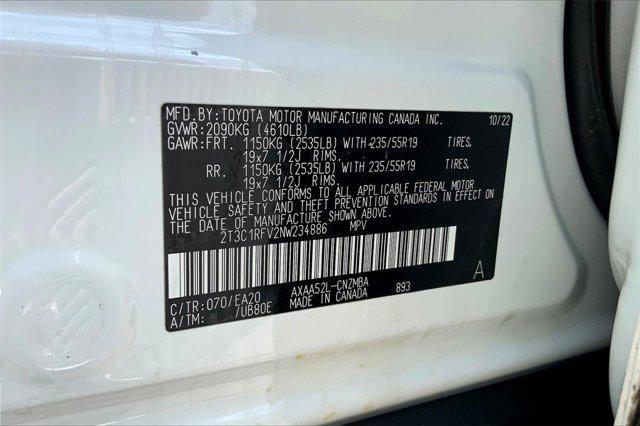 MFD.BY:TOYOTA MOTOR MANUFACTURING CANADA INC. 10/22
GVWR:2090KG (4610LB)
GAWR:FRT. 1150KG (2535LB) WITH 235/55R19 TIRES.
19x7 1/2J RIMS.
RR. 1150KG (2535LB) WITH 235/55R19 TIRES.
19x7 1/2J RIMS.
THIS VEHICLE CONFORMS TO ALL APPLICABLE FEDERAL MOTOR
VEHICLE SAFETY AND THEFT PREVENTION STANDARDS IN EFFECT ON
THE DATE OF MANUFACTURE SHOWN ABOVE.
2T3C1RFV2NW234886 MPV
C/TR:070/EA20 AXAA52L-CNZMBA 893 A
A/TM: /UB80E MADE IN CANADA